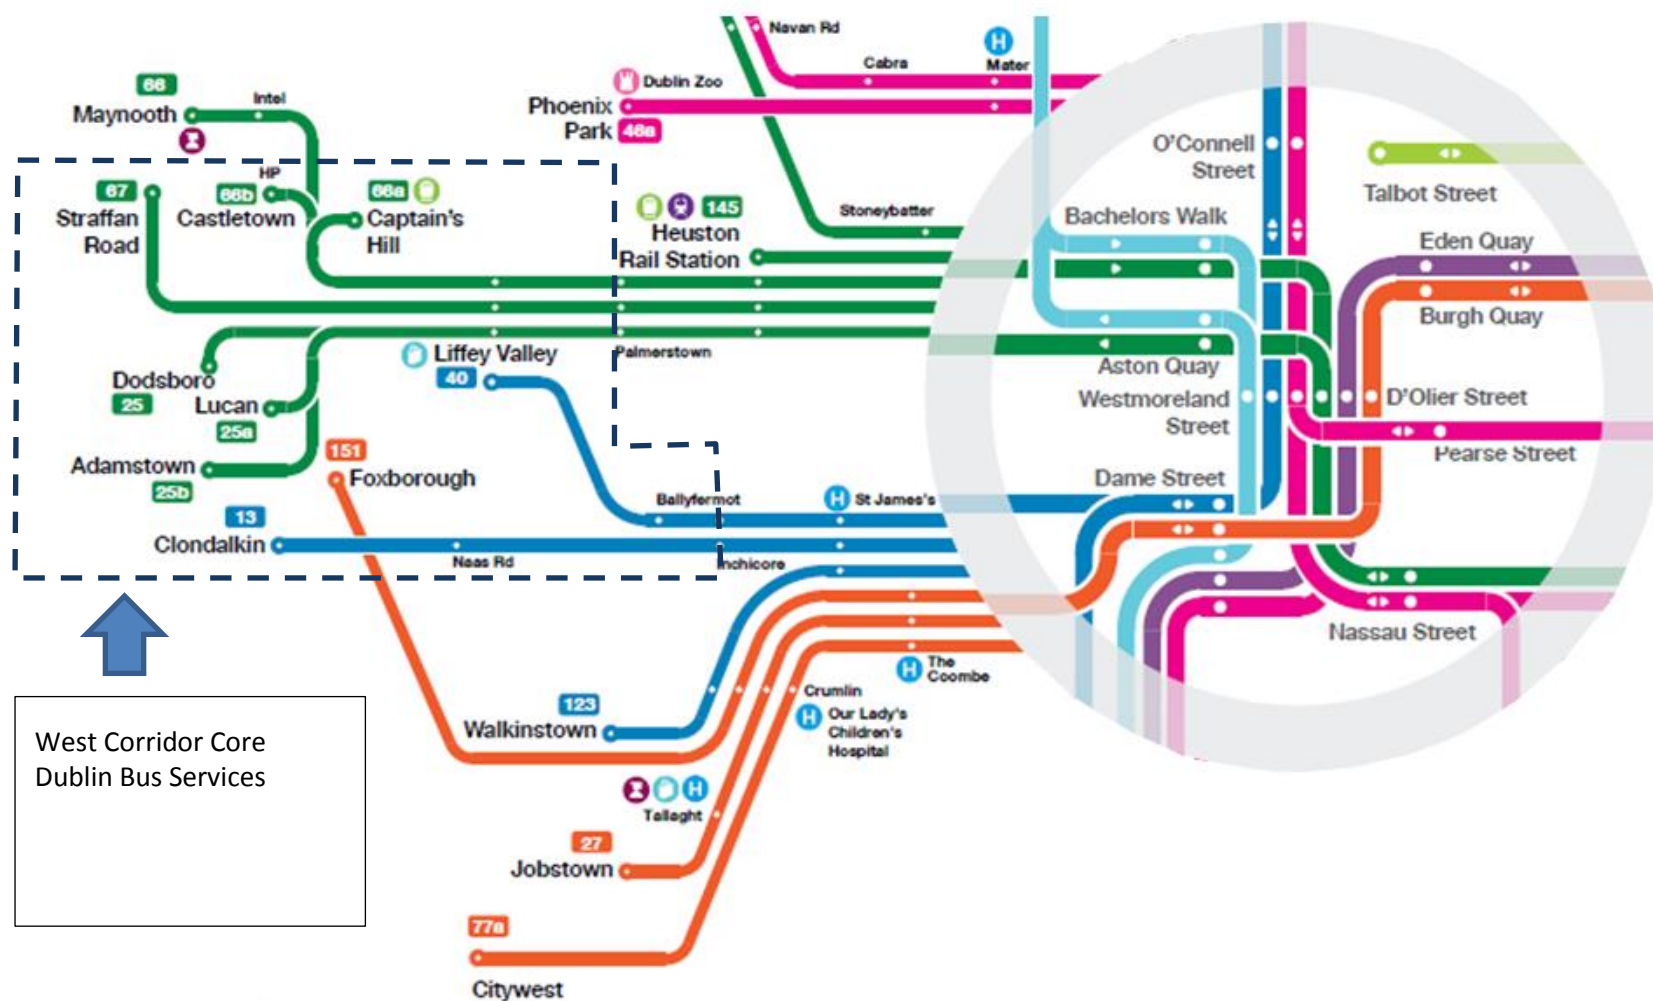 Navan Rd
Cabra
H
Mater
Dublin Zoo
Phoenix
Park 46a
66
Maynooth
Intel
HP
67
Straffan
Road
66b
Castletown
66a
Captain's
Hill
145
Heuston
Rail Station
Stoneybatter
O'Connell
Street
Talbot Street
Bachelors Walk
Eden Quay
Burgh Quay
Aston Quay
Westmoreland
Street
D'Olier Street
Pearse Street
Dame Street
Nassau Street
Palmerstown
Liffey Valley
40
Dodsboro
25
Lucan
25a
Adamstown
25b
151
Foxborough
13
Clondalkin
Naas Rd
Ballyfermot
H St James's
Inchicore
H The
Coombe
Crumlin
H Our Lady's
Children's
Hospital
123
Walkinstown
H
Tallaght
27
Jobstown
77a
Citywest
West Corridor Core
Dublin Bus Services